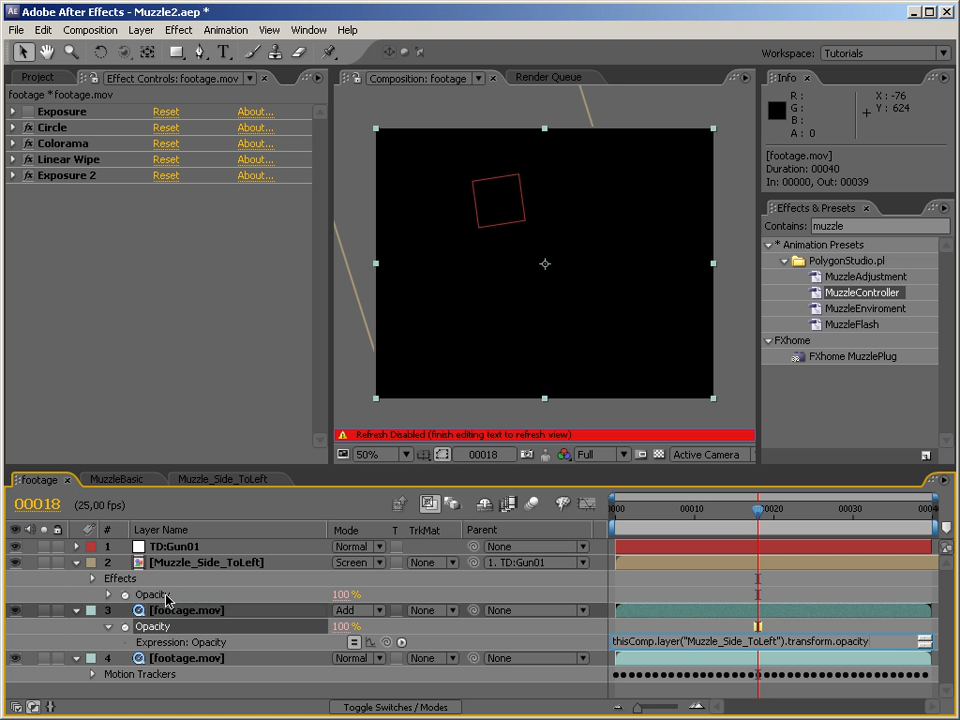 Adobe After Effects - Muzzle2.aep *
File Edit Composition Layer Effect Animation View Window Help
Workspace: Tutorials
Project Effect Controls: footage.mov
footage * footage.mov
Exposure Reset About...
Circle Reset About...
Colorama Reset About...
Linear Wipe Reset About...
Exposure 2 Reset About...
Composition: footage Render Queue
Refresh Disabled (finish editing text to refresh view)
50% 00018 Full Active Camera
Info
R : X : -76
G : Y : 624
B :
A : 0
[footage.mov]
Duration: 00040
In: 00000, Out: 00039
Effects & Presets
Contains: muzzle
* Animation Presets
PolygonStudio.pl
MuzzleAdjustment
MuzzleController
MuzzleEnviroment
MuzzleFlash
FXhome
FXhome MuzzlePlug
footage MuzzleBasic Muzzle_Side_ToLeft
00018 (25,00 fps)
0000 00010 00020 00030 0004
# Layer Name Mode T TrkMat Parent
1 TD:Gun01 Normal None
2 [Muzzle_Side_ToLeft] Screen None 1. TD:Gun01
Effects
Opacity 100 %
3 [footage.mov] Add None None
Opacity 100 %
Expression: Opacity thisComp.layer("Muzzle_Side_ToLeft").transform.opacity
4 [footage.mov] Normal None None
Motion Trackers
Toggle Switches / Modes